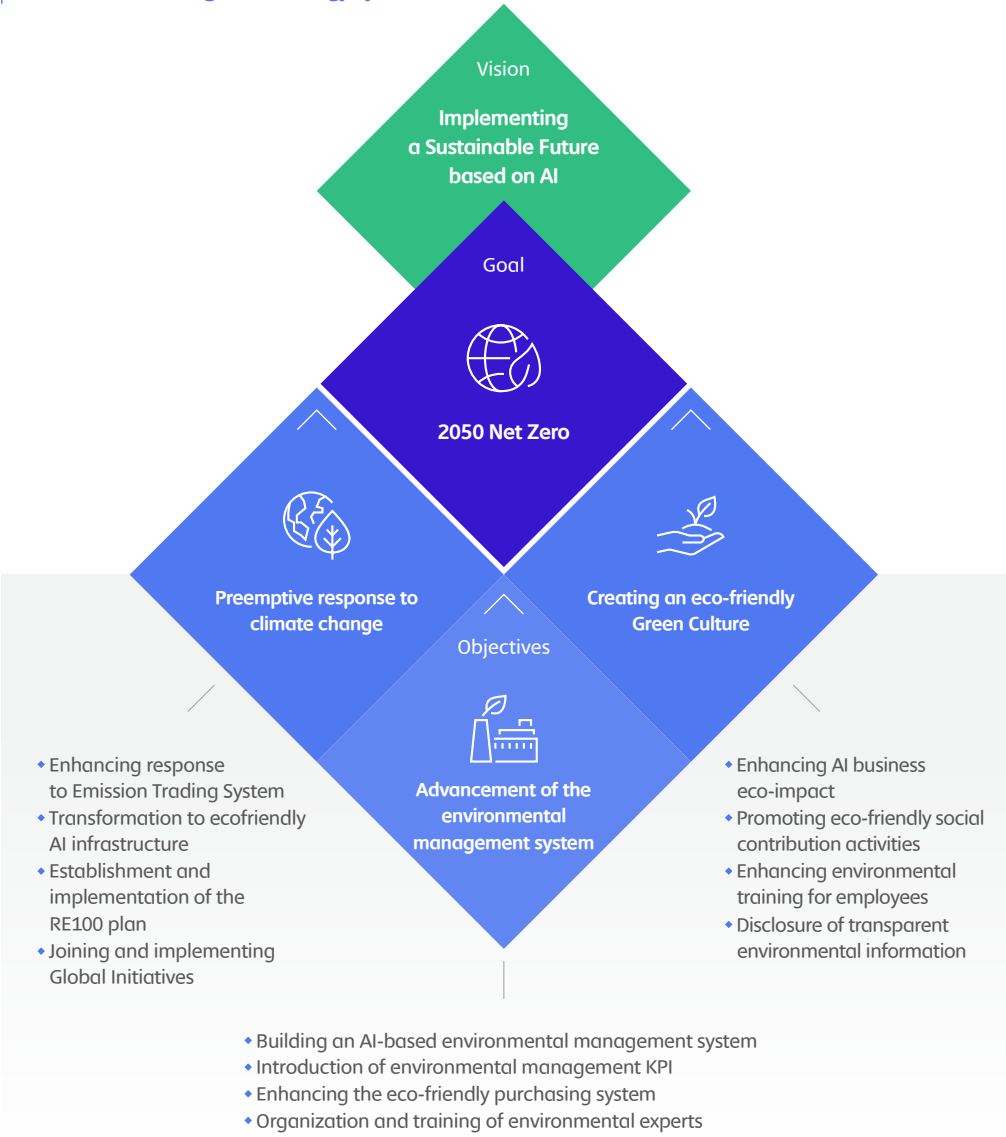 Vision
Implementing
a Sustainable Future
based on AI
Goal
2050 Net Zero
Preemptive response to
climate change
Creating an eco-friendly
Green Culture
Objectives
Advancement of the
environmental
management system
Enhancing response
to Emission Trading System
Transformation to ecofriendly
AI infrastructure
Establishment and
implementation of the
RE100 plan
Joining and implementing
Global Initiatives
Enhancing AI business
eco-impact
Promoting eco-friendly social
contribution activities
Enhancing environmental
training for employees
Disclosure of transparent
environmental information
Building an AI-based environmental management system
Introduction of environmental management KPI
Enhancing the eco-friendly purchasing system
Organization and training of environmental experts